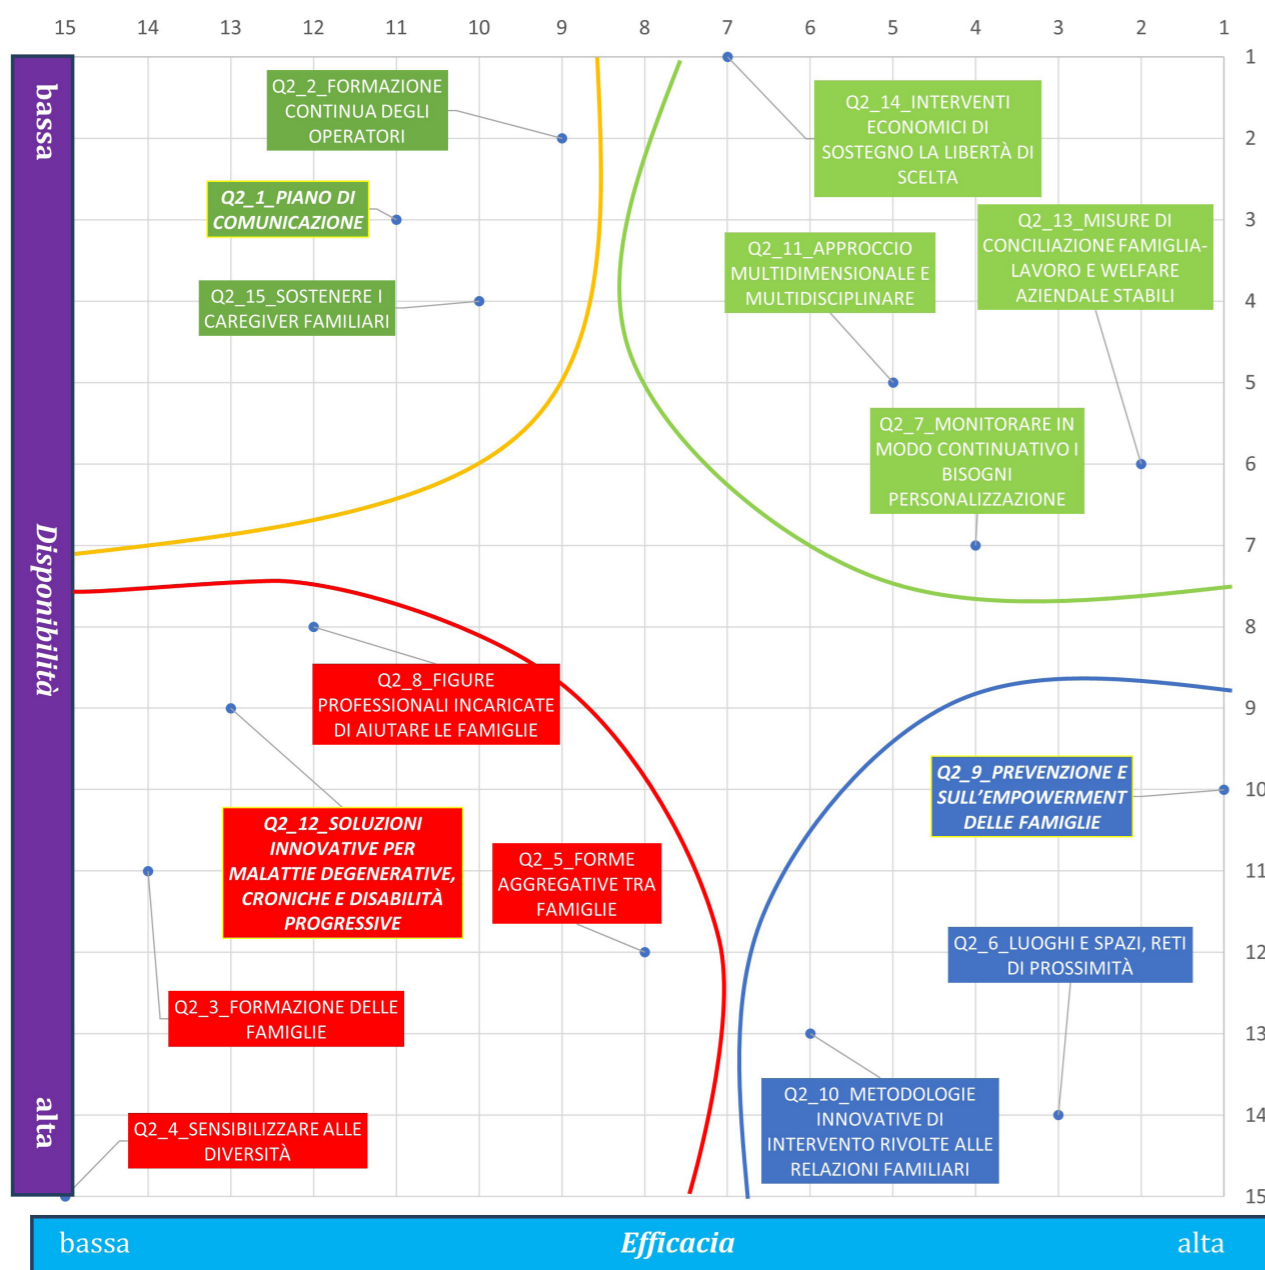 15 14 13 12 11 10 9 8 7 6 5 4 3 2 1
1
2
3
4
5
6
7
8
9
10
11
12
13
14
15
bassa
Disponibilità
alta
Q2_2_FORMAZIONE
CONTINUA DEGLI
OPERATORI
Q2_1_PIANO DI
COMUNICAZIONE
Q2_15_SOSTENERE I
CAREGIVER FAMILIARI
Q2_14_INTERVENTI
ECONOMICI DI
SOSTEGNO LA LIBERTÀ DI
SCELTA
Q2_11_APPROCCIO
MULTIDIMENSIONALE E
MULTIDISCIPLINARE
Q2_13_MISURE DI
CONCILIAZIONE FAMIGLIA-
LAVORO E WELFARE
AZIENDALE STABILI
Q2_7_MONITORARE IN
MODO CONTINUATIVO I
BISOGNI
PERSONALIZZAZIONE
Q2_8_FIGURE
PROFESSIONALI INCARICATE
DI AIUTARE LE FAMIGLIE
Q2_12_SOLUZIONI
INNOVATIVE PER
MALATTIE DEGENERATIVE,
CRONICHE E DISABILITÀ
PROGRESSIVE
Q2_5_FORME
AGGREGATIVE TRA
FAMIGLIE
Q2_3_FORMAZIONE DELLE
FAMIGLIE
Q2_4_SENSIBILIZZARE ALLE
DIVERSITÀ
Q2_9_PREVENZIONE E
SULL'EMPOWERMENT
DELLE FAMIGLIE
Q2_6_LUOGHI E SPAZI, RETI
DI PROSSIMITÀ
Q2_10_METODOLOGIE
INNOVATIVE DI
INTERVENTO RIVOLTE ALLE
RELAZIONI FAMILIARI
bassa Efficacia alta